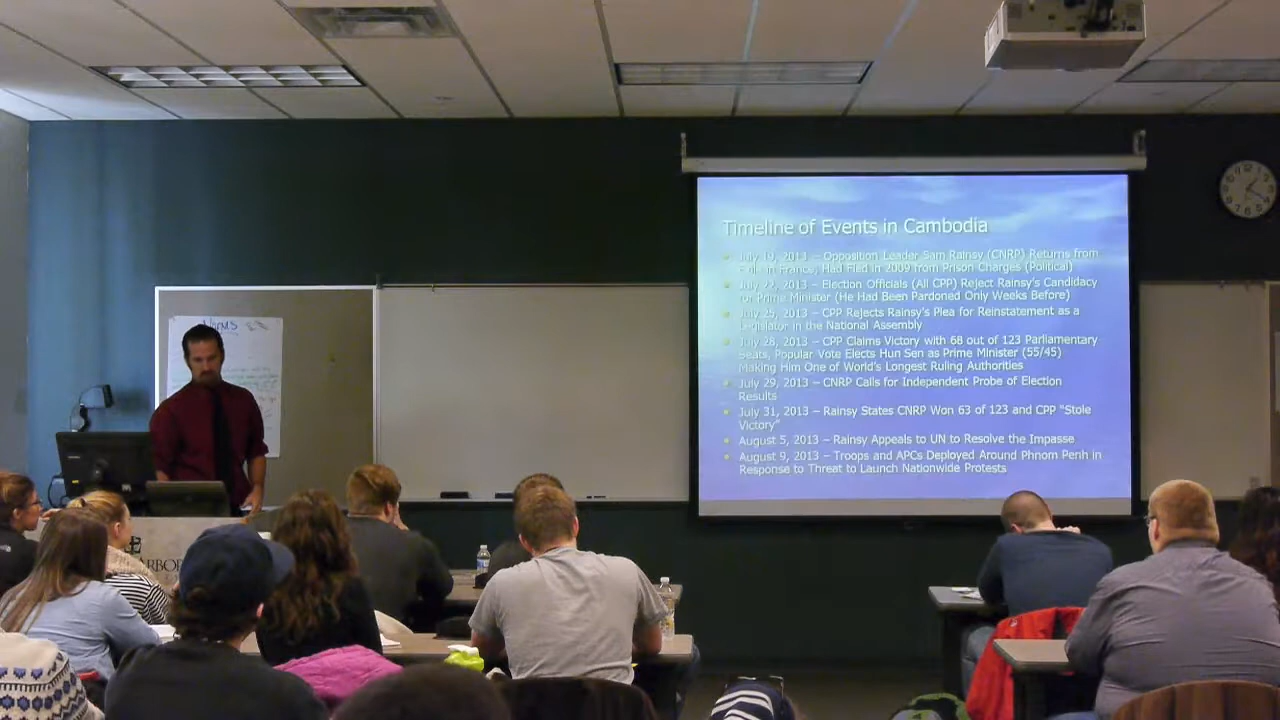 Timeline of Events in Cambodia
July 19, 2013 – Opposition Leader Sam Rainsy (CNRP) Returns from
Exile in France, Had Fled in 2009 from Prison Charges (Political)
July 22, 2013 – Election Officials (All CPP) Reject Rainsy's Candidacy
for Prime Minister (He Had Been Pardoned Only Weeks Before)
July 25, 2013 – CPP Rejects Rainsy's Plea for Reinstatement as a
Legislator in the National Assembly
July 28, 2013 – CPP Claims Victory with 68 out of 123 Parliamentary
Seats, Popular Vote Elects Hun Sen as Prime Minister (55/45)
Making Him One of World's Longest Ruling Authorities
July 29, 2013 – CNRP Calls for Independent Probe of Election
Results
July 31, 2013 – Rainsy States CNRP Won 63 of 123 and CPP "Stole
Victory"
August 5, 2013 – Rainsy Appeals to UN to Resolve the Impasse
August 9, 2013 – Troops and APCs Deployed Around Phnom Penh in
Response to Threat to Launch Nationwide Protests
Norms
ARBOR